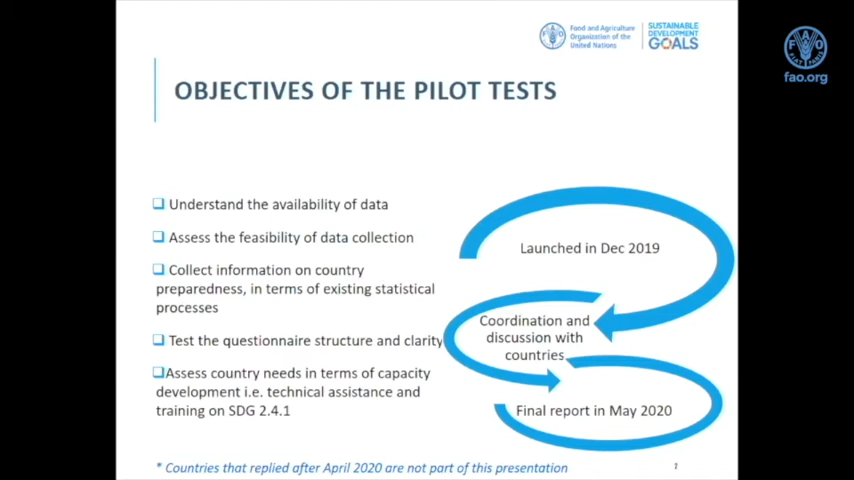 Food and Agriculture
Organization of the
United Nations
SUSTAINABLE
DEVELOPMENT
GOALS
FAO
FIAT PANIS
fao.org
OBJECTIVES OF THE PILOT TESTS
❑ Understand the availability of data
❑ Assess the feasibility of data collection
❑ Collect information on country
preparedness, in terms of existing statistical
processes
❑ Test the questionnaire structure and clarity
❑Assess country needs in terms of capacity
development i.e. technical assistance and
training on SDG 2.4.1
Launched in Dec 2019
Coordination and
discussion with
countries
Final report in May 2020
* Countries that replied after April 2020 are not part of this presentation